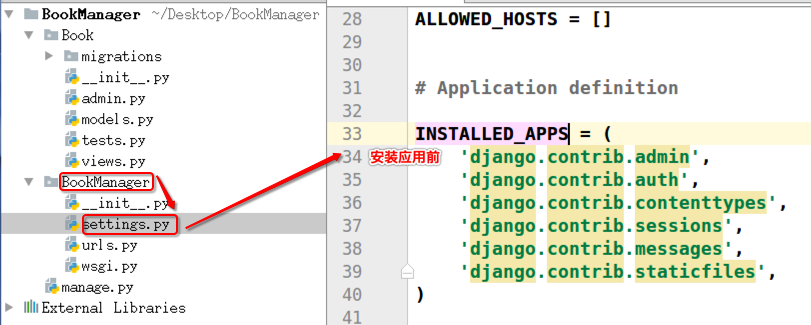 BookManager ~/Desktop/BookManager
Book
migrations
__init__.py
admin.py
models.py
tests.py
views.py
BookManager
__init__.py
settings.py
urls.py
wsgi.py
manage.py
External Libraries
28 ALLOWED_HOSTS = []
29
30
31 # Application definition
32
33 INSTALLED_APPS = (
34 安装应用前 'django.contrib.admin',
35 'django.contrib.auth',
36 'django.contrib.contenttypes',
37 'django.contrib.sessions',
38 'django.contrib.messages',
39 'django.contrib.staticfiles',
40 )
41